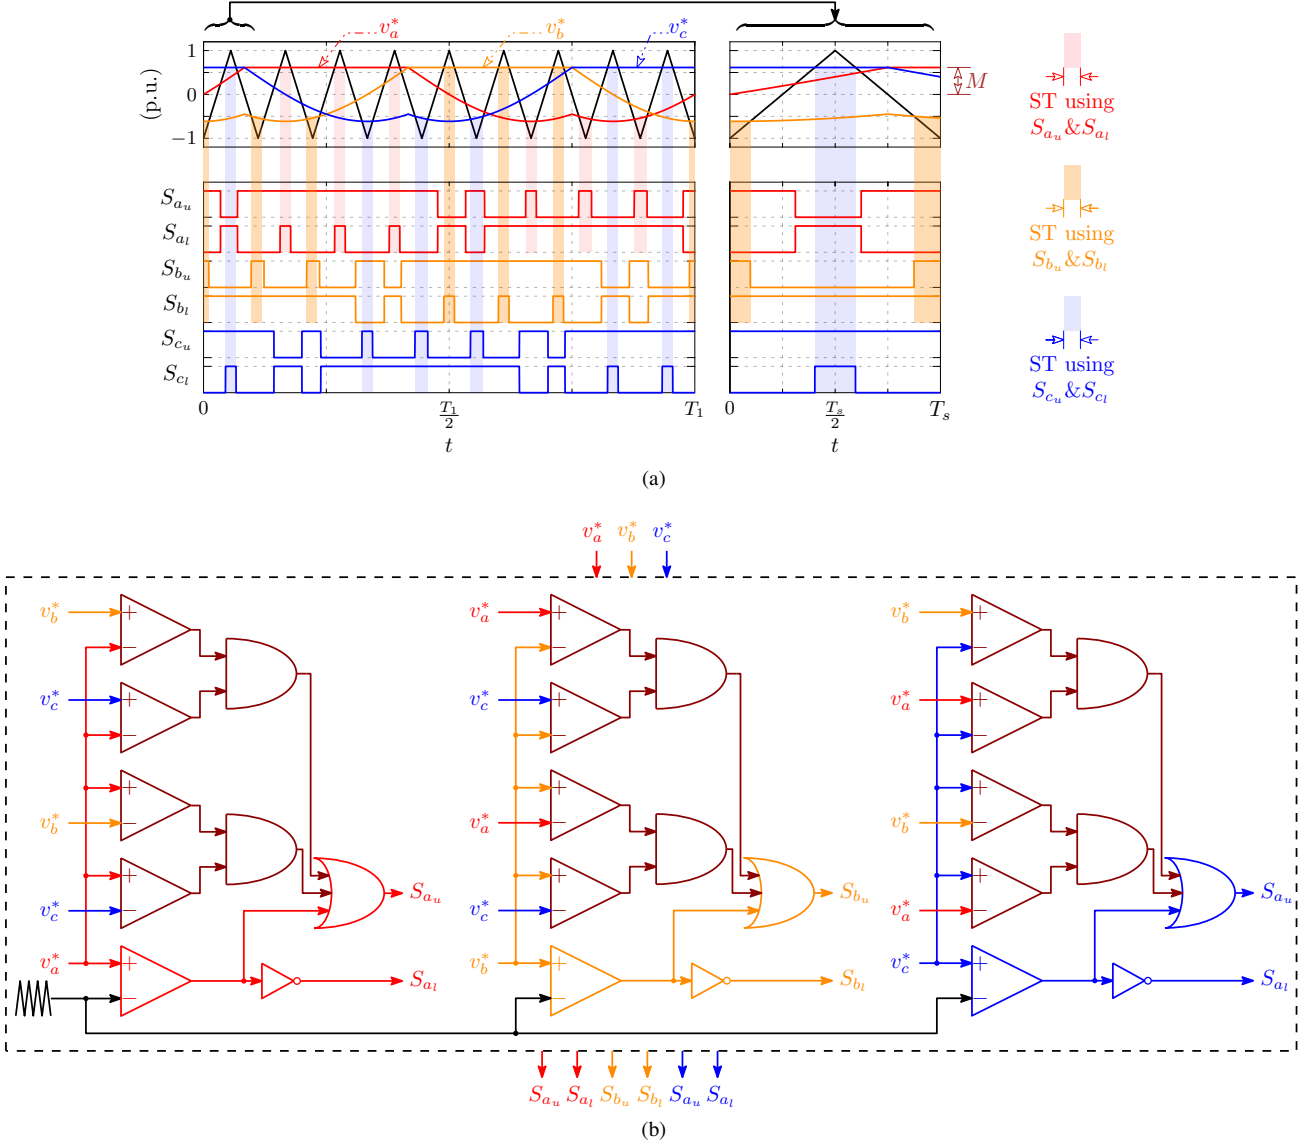 v_a^* v_b^* v_c^*
1
0
−1
(p.u.)
M
S_{a_u}
S_{a_l}
S_{b_u}
S_{b_l}
S_{c_u}
S_{c_l}
0 T_1/2 T_1
t
0 T_s/2 T_s
t
ST using
S_{a_u}&S_{a_l}
ST using
S_{b_u}&S_{b_l}
ST using
S_{c_u}&S_{c_l}
(a)
v_a^* v_b^* v_c^*
v_b^* +
−
v_c^* +
−
+
v_b^* −
+
v_c^* −
v_a^* +
−
S_{a_u}
S_{a_l}
v_a^* +
−
v_c^* +
−
+
v_a^* −
+
v_c^* −
v_b^* +
−
S_{b_u}
S_{b_l}
v_b^* +
−
v_a^* +
−
+
v_b^* −
+
v_a^* −
v_c^* +
−
S_{a_u}
S_{a_l}
S_{a_u} S_{a_l} S_{b_u} S_{b_l} S_{a_u} S_{a_l}
(b)